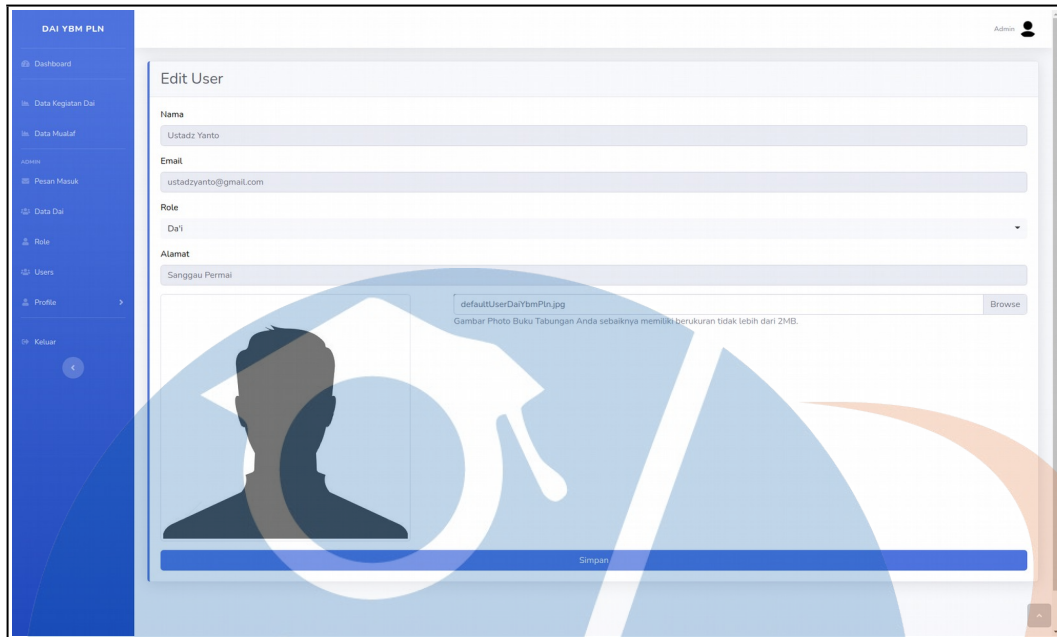 DAI YBM PLN
Admin
Dashboard
Data Kegiatan Dai
Data Mualaf
ADMIN
Pesan Masuk
Data Dai
Role
Users
Profile
Keluar
Edit User
Nama
Ustadz Yanto
Email
ustadzyanto@gmail.com
Role
Da'i
Alamat
Sanggau Permai
defaultUserDaiYbmPln.jpg
Browse
Gambar Photo Buku Tabungan Anda sebaiknya memiliki berukuran tidak lebih dari 2MB.
Simpan